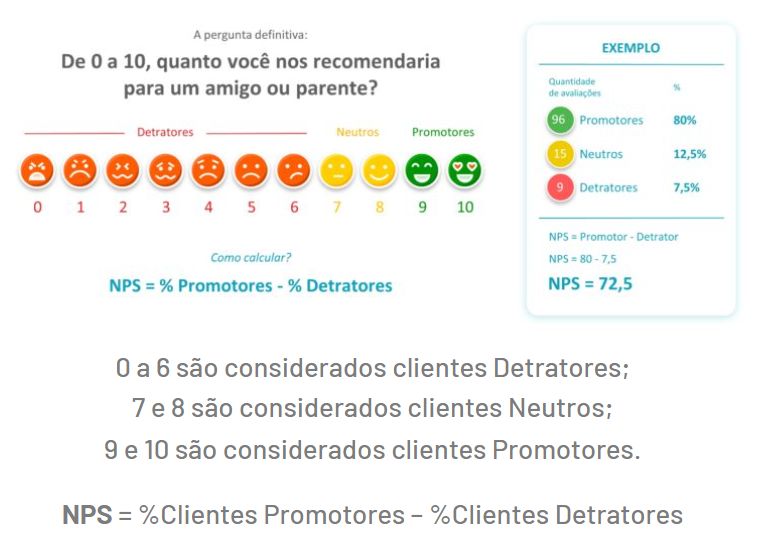 A pergunta definitiva:
De 0 a 10, quanto você nos recomendaria
para um amigo ou parente?
Detratores
Neutros
Promotores
0 1 2 3 4 5 6 7 8 9 10
Como calcular?
NPS = % Promotores - % Detratores
EXEMPLO
Quantidade
de avaliações
%
96 Promotores 80%
15 Neutros 12,5%
9 Detratores 7,5%
NPS = Promotor - Detrator
NPS = 80 - 7,5
NPS = 72,5
0 a 6 são considerados clientes Detratores;
7 e 8 são considerados clientes Neutros;
9 e 10 são considerados clientes Promotores.
NPS = %Clientes Promotores – %Clientes Detratores